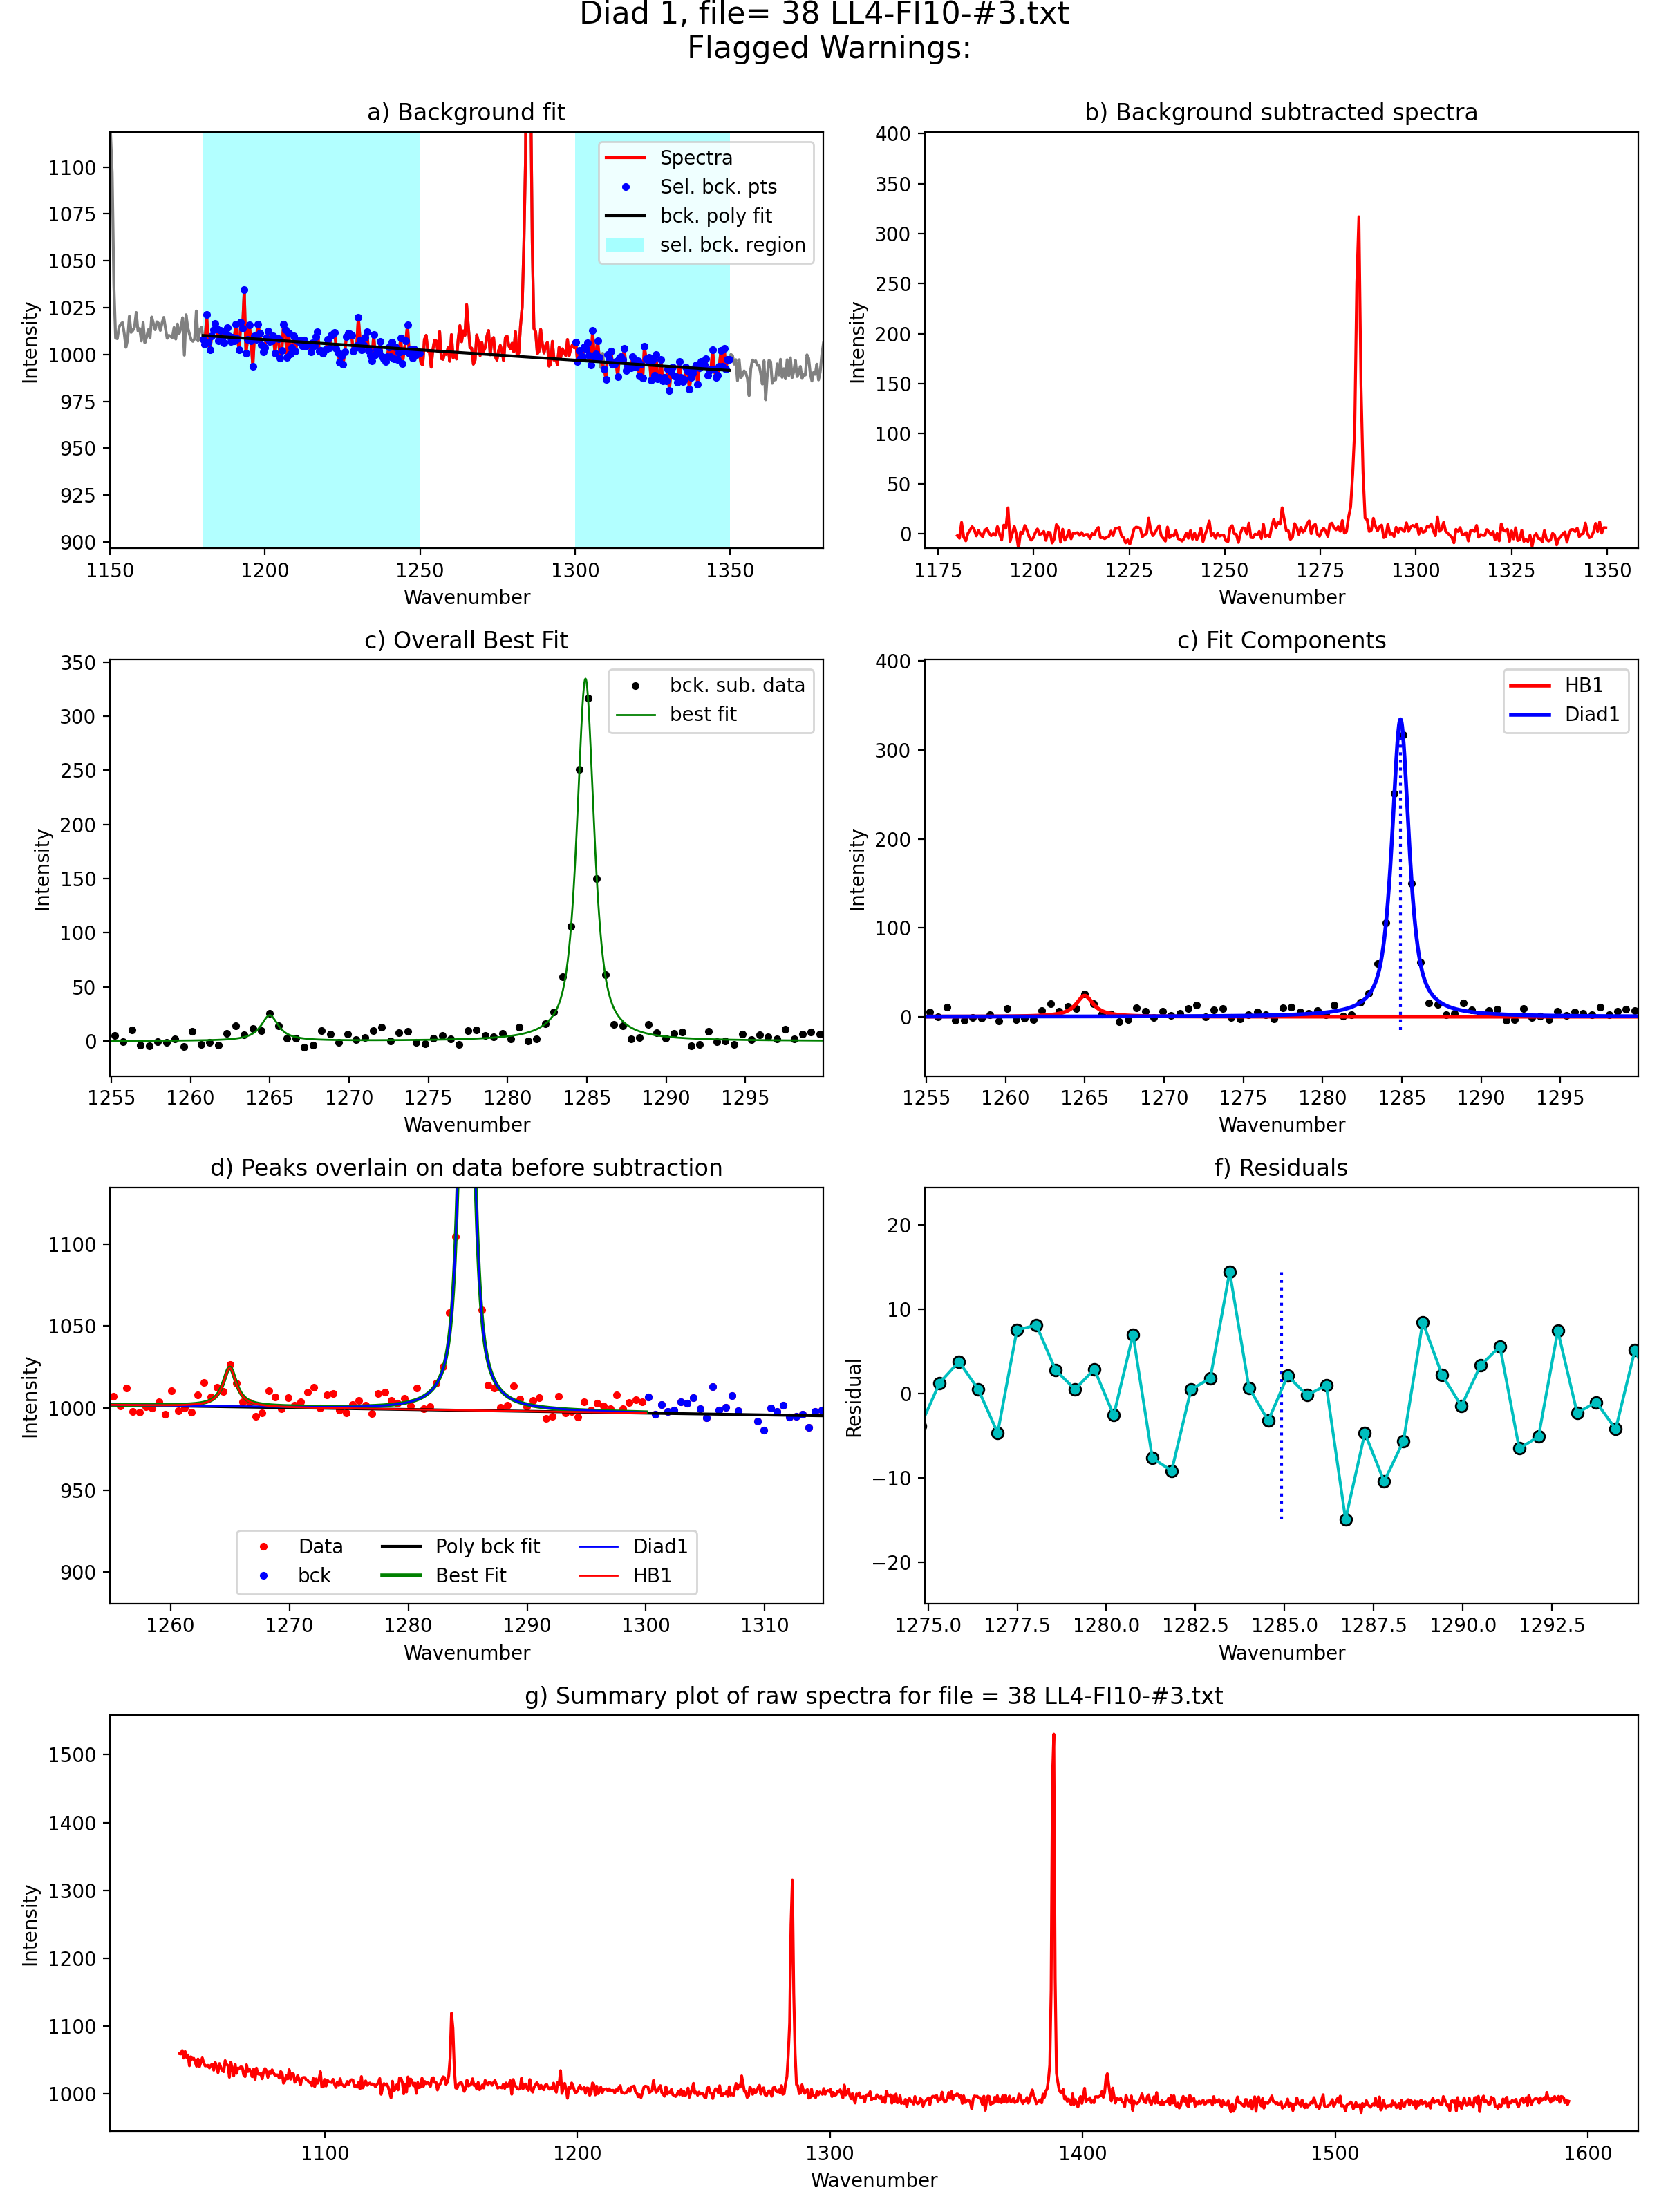 Diad 1, file= 38 LL4-FI10-#3.txt
Flagged Warnings:
a) Background fit
Intensity
1100
1075
1050
1025
1000
975
950
925
900
Spectra
Sel. bck. pts
bck. poly fit
sel. bck. region
1150 1200 1250 1300 1350
Wavenumber
b) Background subtracted spectra
Intensity
400
350
300
250
200
150
100
50
0
1175 1200 1225 1250 1275 1300 1325 1350
Wavenumber
c) Overall Best Fit
Intensity
350
300
250
200
150
100
50
0
bck. sub. data
best fit
1255 1260 1265 1270 1275 1280 1285 1290 1295
Wavenumber
c) Fit Components
Intensity
400
300
200
100
0
HB1
Diad1
1255 1260 1265 1270 1275 1280 1285 1290 1295
Wavenumber
d) Peaks overlain on data before subtraction
Intensity
1100
1050
1000
950
900
Data Poly bck fit Diad1
bck Best Fit HB1
1260 1270 1280 1290 1300 1310
Wavenumber
f) Residuals
Residual
20
10
0
−10
−20
1275.0 1277.5 1280.0 1282.5 1285.0 1287.5 1290.0 1292.5
Wavenumber
g) Summary plot of raw spectra for file = 38 LL4-FI10-#3.txt
Intensity
1500
1400
1300
1200
1100
1000
1100 1200 1300 1400 1500 1600
Wavenumber